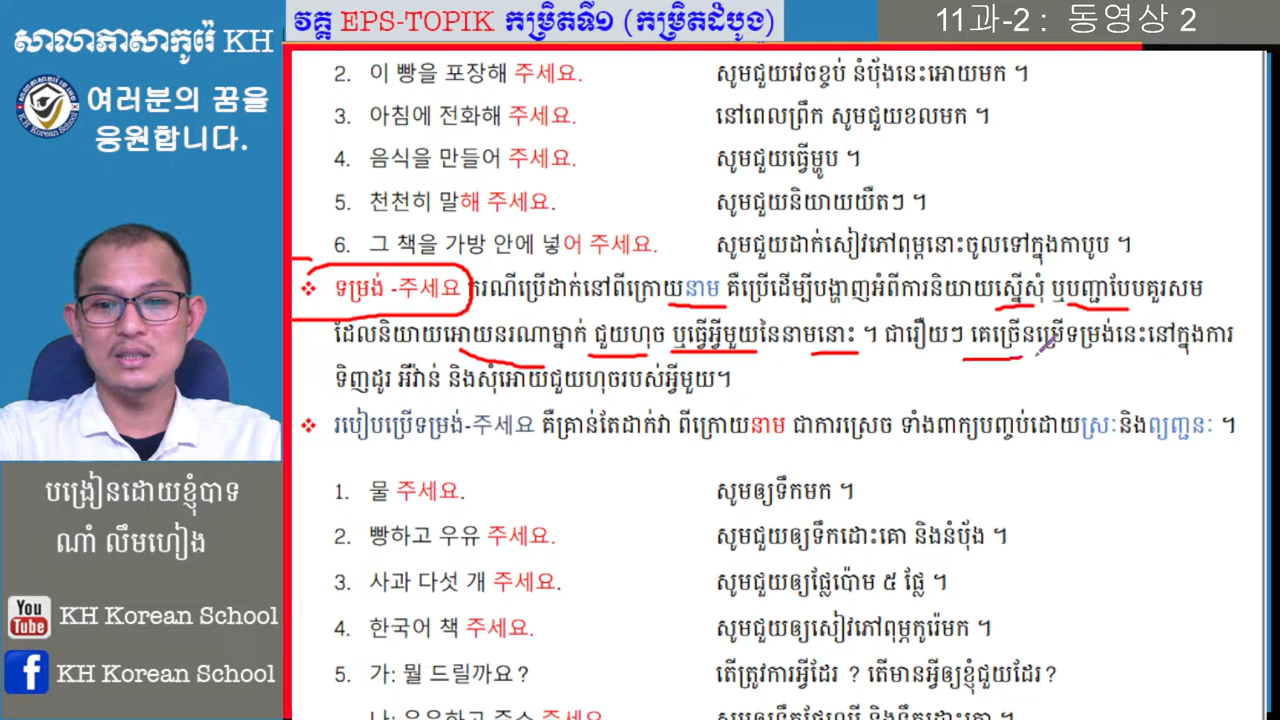 សាលាភាសាកូរ៉េ KH
វគ្គ EPS-TOPIK កម្រិតទី១ (កម្រិតដំបូង)
11과-2 : 동영상 2
여러분의 꿈을
응원합니다.
2. 이 빵을 포장해 주세요. សូមជួយវេចខ្ចប់ នំបុ័ងនេះអោយមក ។
3. 아침에 전화해 주세요. នៅពេលព្រឹក សូមជួយខលមក ។
4. 음식을 만들어 주세요. សូមជួយធ្វើម្ហូប ។
5. 천천히 말해 주세요. សូមជួយនិយាយយឺតៗ ។
6. 그 책을 가방 안에 넣어 주세요. សូមជួយដាក់សៀវភៅពុម្ពនោះចូលទៅក្នុងកាបូប ។
❖ ទម្រង់ -주세요 ករណីប្រើដាក់នៅពីក្រោយនាម គឺប្រើដើម្បីបង្ហាញអំពីការនិយាយស្នើសុំ ឬបញ្ជាបែបគួរសម
ដែលនិយាយអោយនរណាម្នាក់ ជួយហុច ឬធ្វើអ្វីមួយនៃនាមនោះ ។ ជារឿយៗ គេច្រើនប្រើទម្រង់នេះនៅក្នុងការ
ទិញដូរ អីវ៉ាន់ និងសុំអោយជួយហុចរបស់អ្វីមួយ។
❖ របៀបប្រើទម្រង់-주세요 គឺគ្រាន់តែដាក់វា ពីក្រោយនាម ជាការស្រេច ទាំងពាក្យបញ្ចប់ដោយស្រៈនិងព្យញ្ជនៈ ។
1. 물 주세요. សូមឲ្យទឹកមក ។
2. 빵하고 우유 주세요. សូមជួយឲ្យទឹកដោះគោ និងនំបុ័ង ។
3. 사과 다섯 개 주세요. សូមជួយឲ្យផ្លែប៉ោម ៥ ផ្លែ ។
4. 한국어 책 주세요. សូមជួយឲ្យសៀវភៅពុម្ភកូរ៉េមក ។
5. 가: 뭘 드릴까요? តើត្រូវការអ្វីដែរ ? តើមានអ្វីឲ្យខ្ញុំជួយដែរ?
បង្រៀនដោយខ្ញុំបាទ
ណាំ លឹមហៀង
You Tube KH Korean School
f KH Korean School